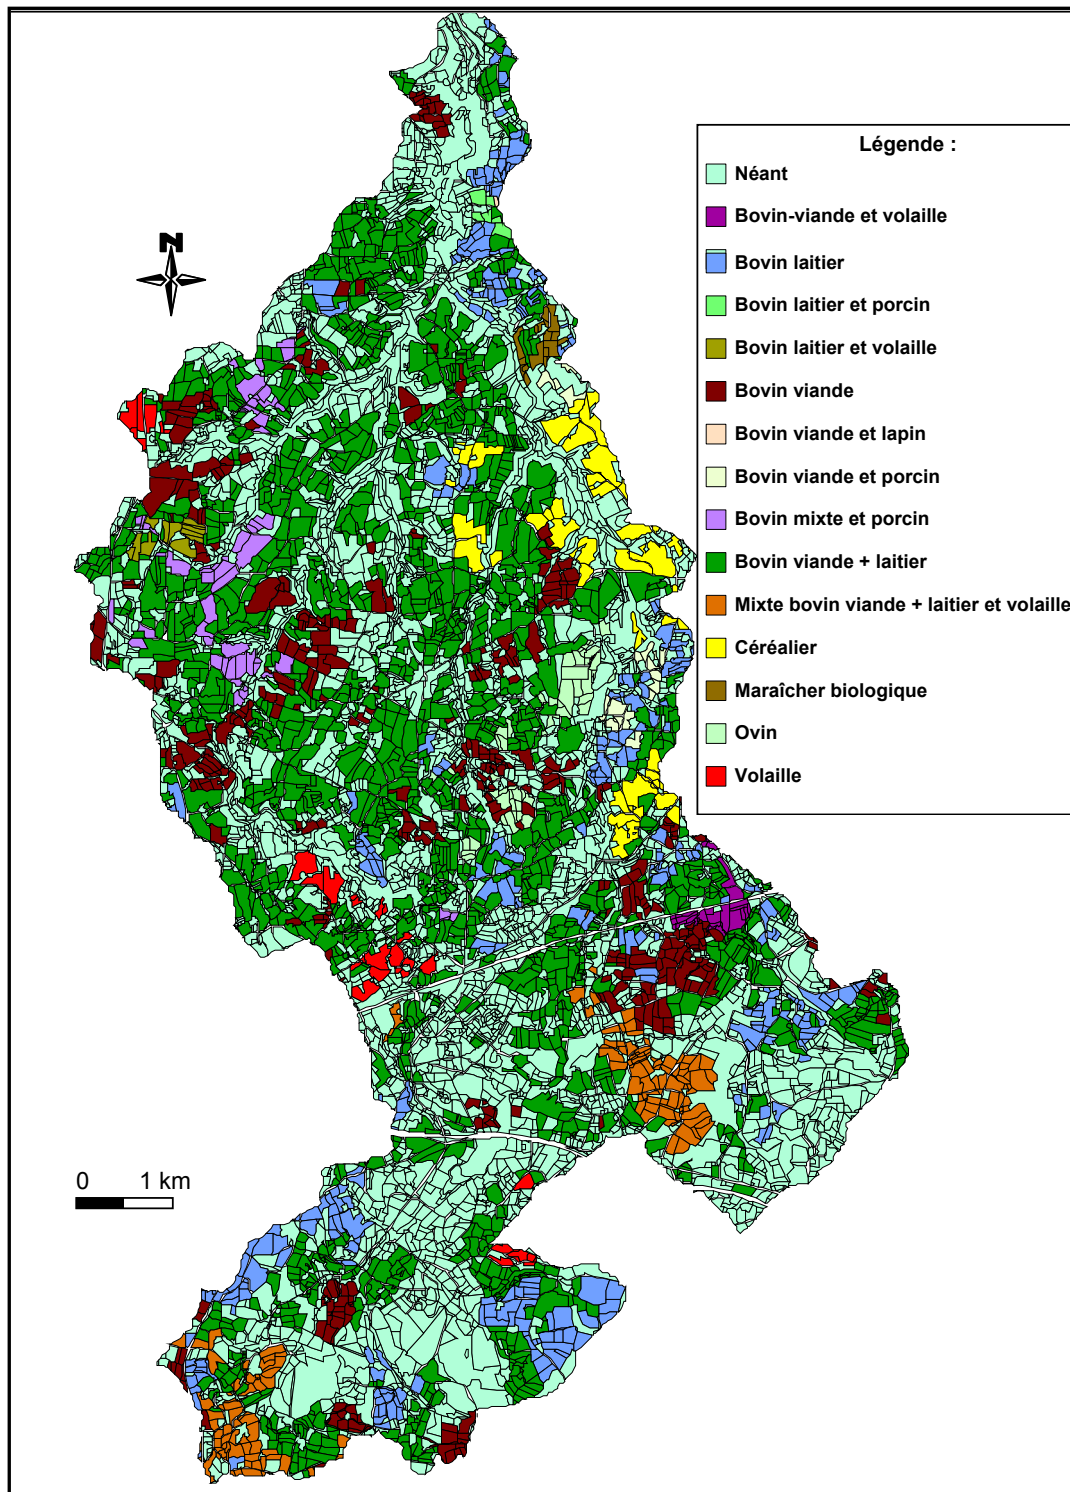 Légende :
Néant
Bovin-viande et volaille
Bovin laitier
Bovin laitier et porcin
Bovin laitier et volaille
Bovin viande
Bovin viande et lapin
Bovin viande et porcin
Bovin mixte et porcin
Bovin viande + laitier
Mixte bovin viande + laitier et volaille
Céréalier
Maraîcher biologique
Ovin
Volaille
N
0 1 km